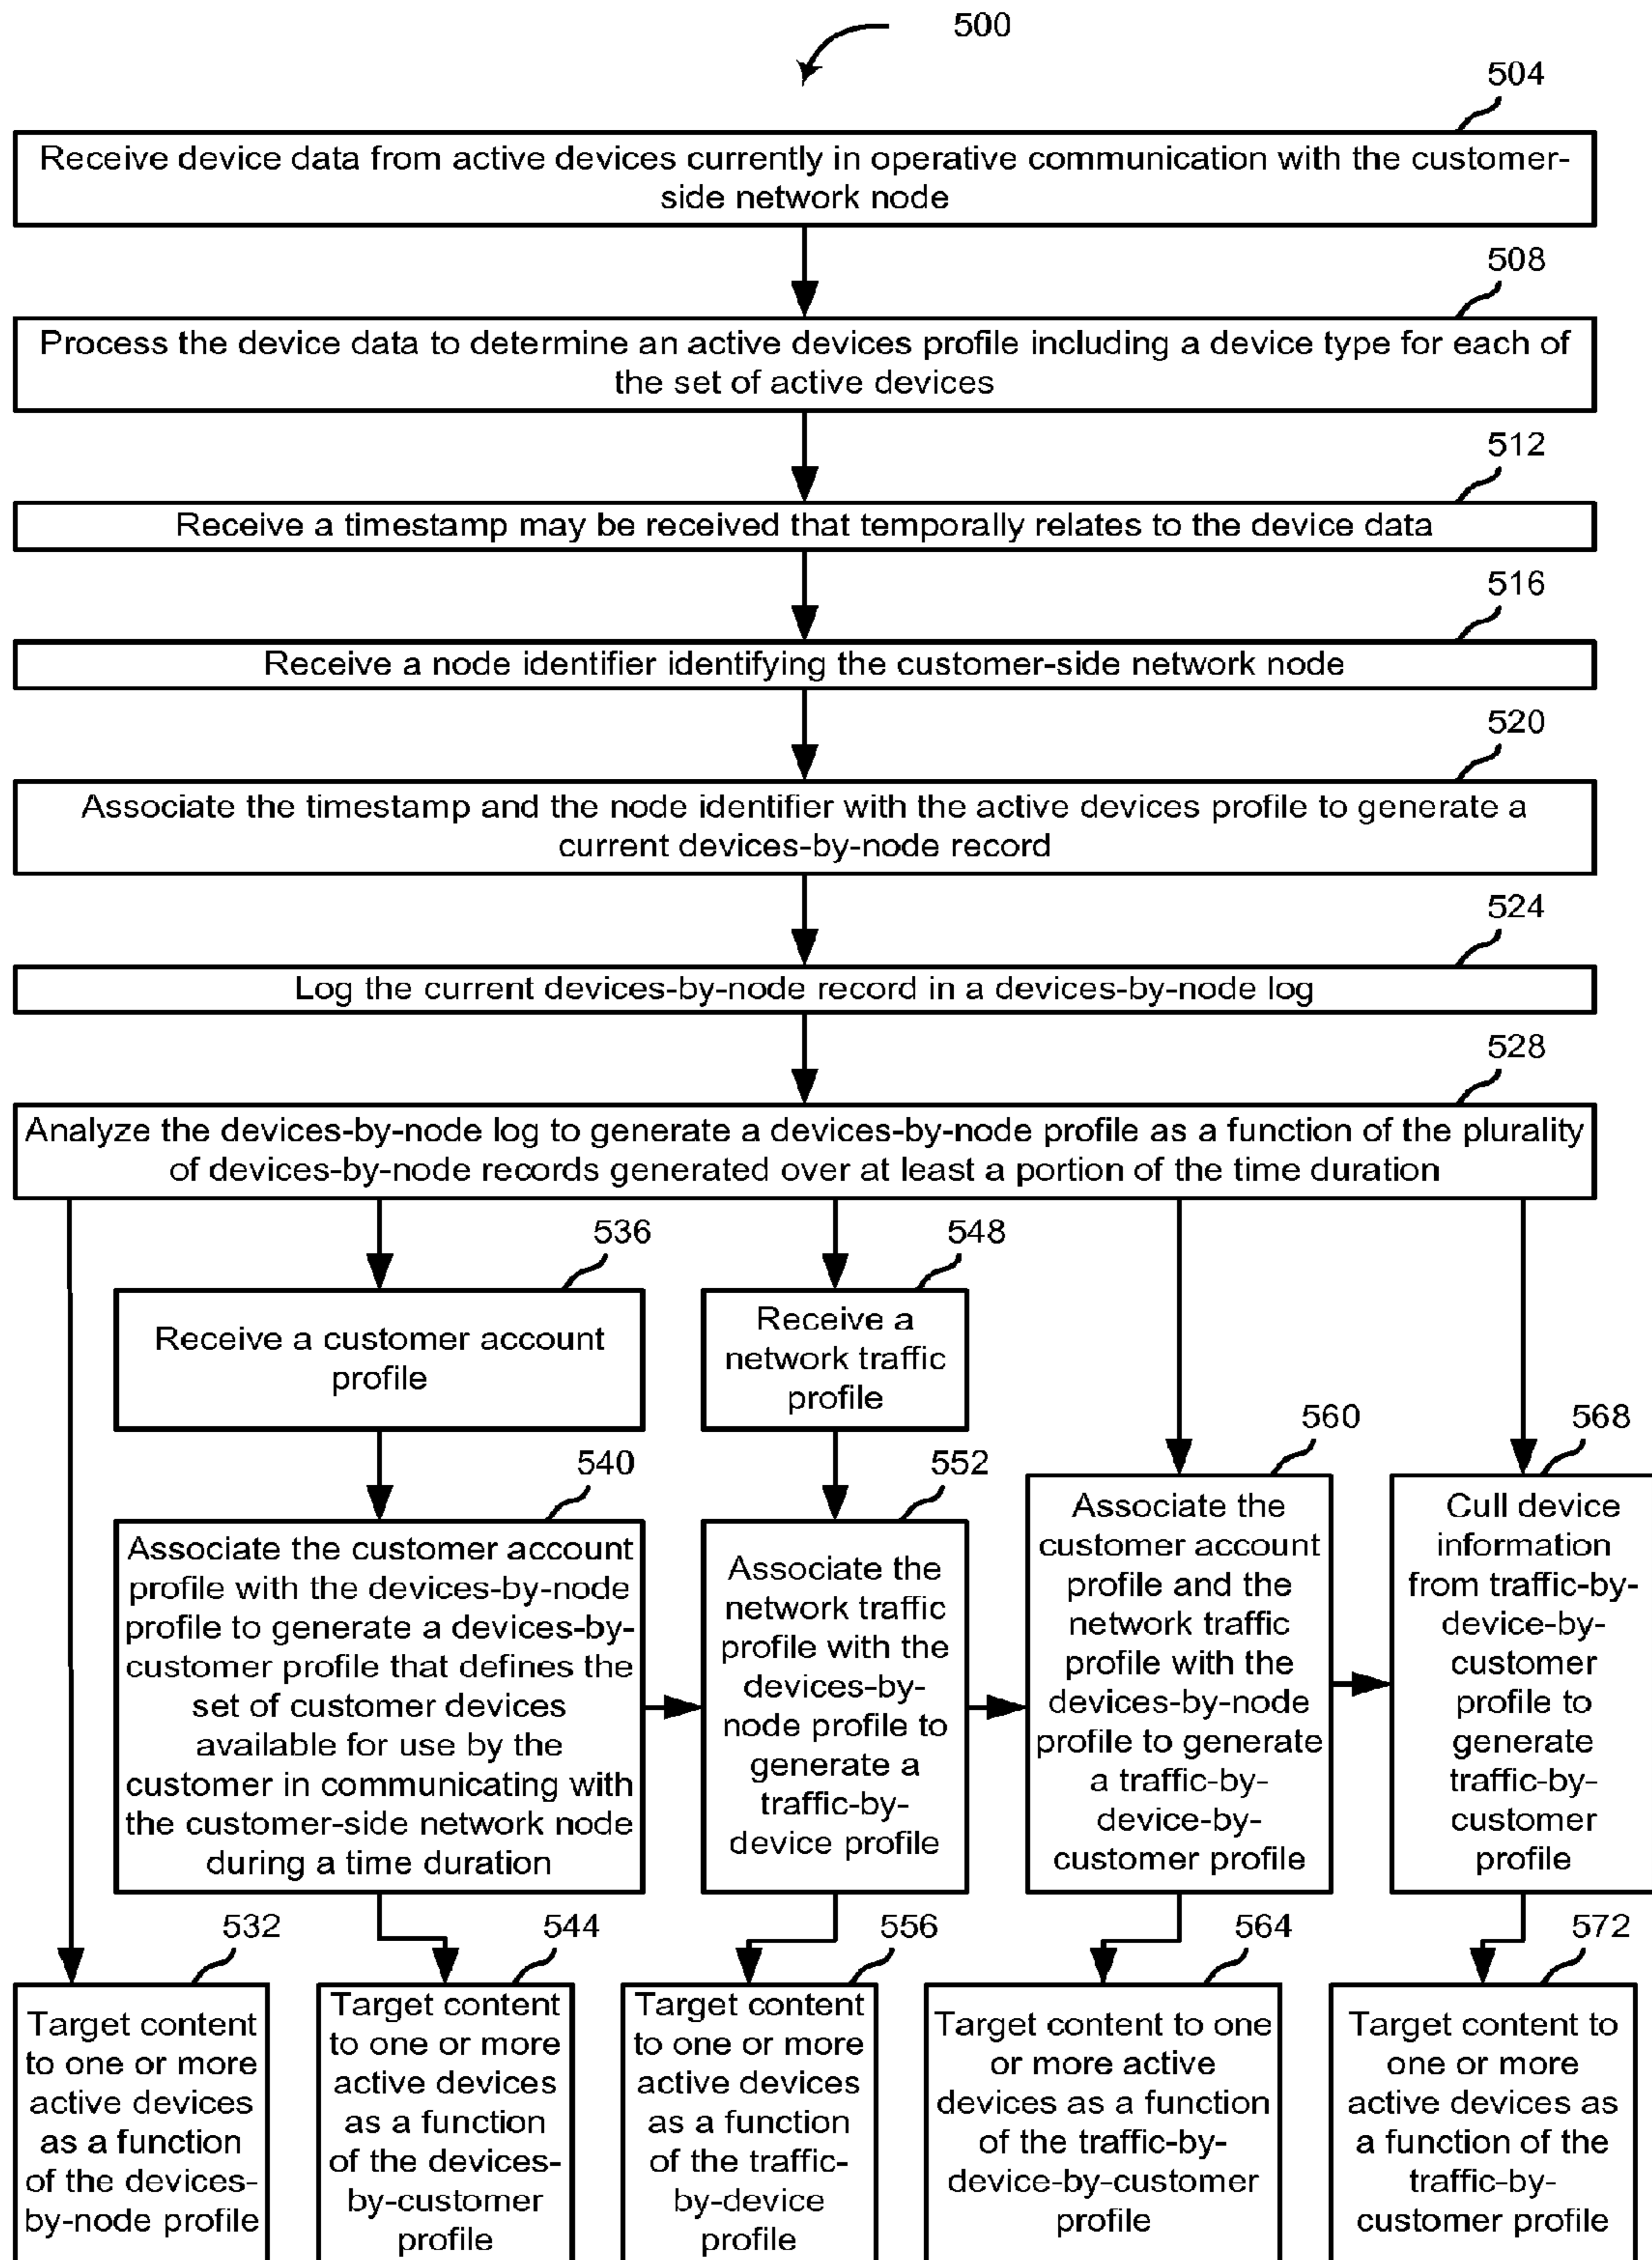 500
504
Receive device data from active devices currently in operative communication with the customer-
side network node
508
Process the device data to determine an active devices profile including a device type for each of
the set of active devices
512
Receive a timestamp may be received that temporally relates to the device data
516
Receive a node identifier identifying the customer-side network node
520
Associate the timestamp and the node identifier with the active devices profile to generate a
current devices-by-node record
524
Log the current devices-by-node record in a devices-by-node log
528
Analyze the devices-by-node log to generate a devices-by-node profile as a function of the plurality
of devices-by-node records generated over at least a portion of the time duration
536
Receive a customer account
profile
548
Receive a
network traffic
profile
540
Associate the customer account
profile with the devices-by-node
profile to generate a devices-by-
customer profile that defines the
set of customer devices
available for use by the
customer in communicating with
the customer-side network node
during a time duration
552
Associate the
network traffic
profile with the
devices-by-
node profile to
generate a
traffic-by-
device profile
560
Associate the
customer account
profile and the
network traffic
profile with the
devices-by-node
profile to generate
a traffic-by-
device-by-
customer profile
568
Cull device
information
from traffic-by-
device-by-
customer
profile to
generate
traffic-by-
customer
profile
532
Target content
to one or more
active devices
as a function
of the devices-
by-node profile
544
Target content
to one or more
active devices
as a function
of the devices-
by-customer
profile
556
Target content
to one or more
active devices
as a function
of the traffic-
by-device
profile
564
Target content to one
or more active
devices as a function
of the traffic-by-
device-by-customer
profile
572
Target content to
one or more
active devices as
a function of the
traffic-by-
customer profile